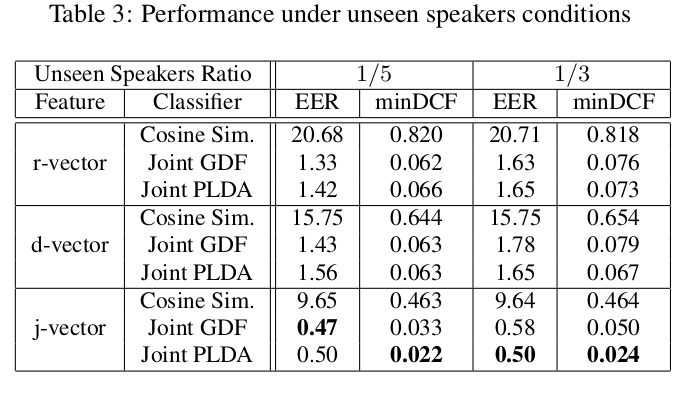 Table 3: Performance under unseen speakers conditions
Unseen Speakers Ratio 1/5 1/3
Feature Classifier EER minDCF EER minDCF
Cosine Sim. 20.68 0.820 20.71 0.818
r-vector Joint GDF 1.33 0.062 1.63 0.076
Joint PLDA 1.42 0.066 1.65 0.073
Cosine Sim. 15.75 0.644 15.75 0.654
d-vector Joint GDF 1.43 0.063 1.78 0.079
Joint PLDA 1.56 0.063 1.65 0.067
Cosine Sim. 9.65 0.463 9.64 0.464
j-vector Joint GDF 0.47 0.033 0.58 0.050
Joint PLDA 0.50 0.022 0.50 0.024